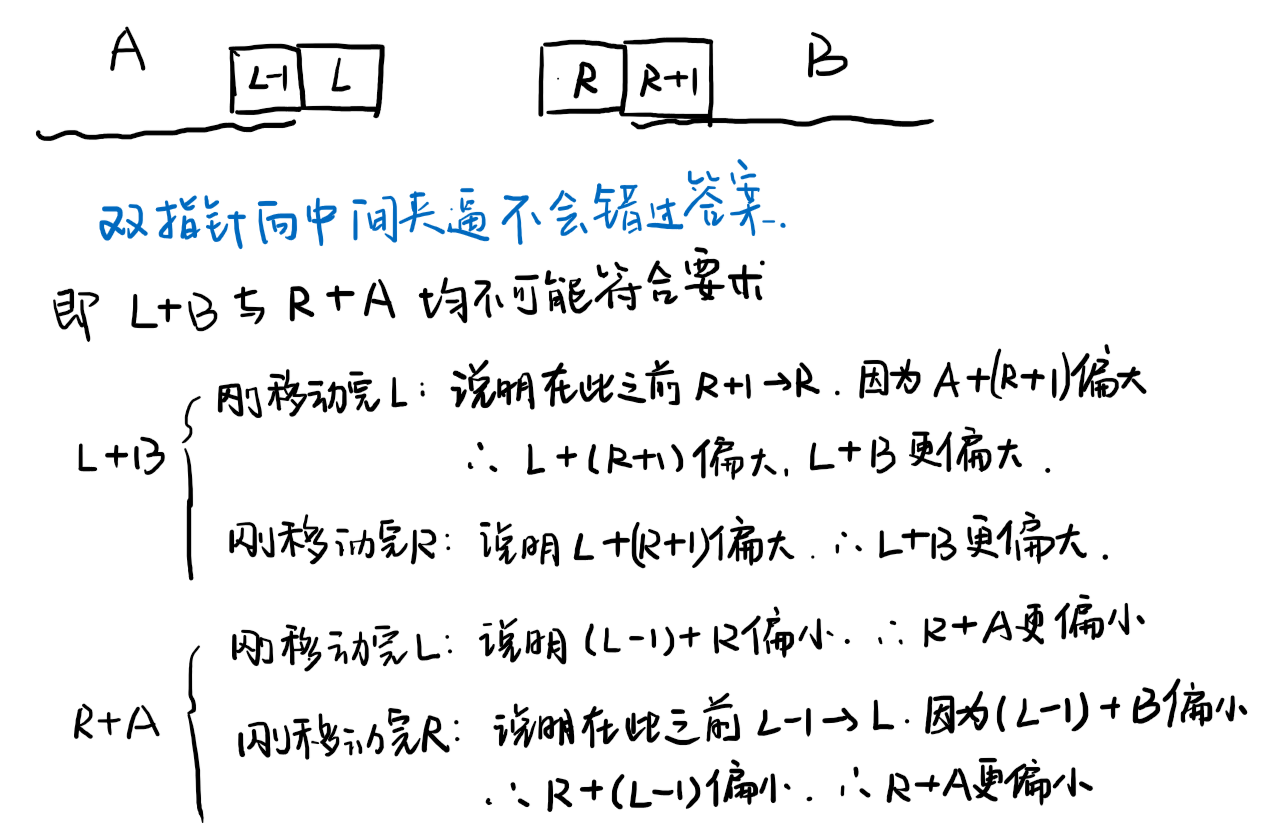 A L-1 L R R+1 B
双指针向中间夹逼不会错过答案.
即 L+B 与 R+A 均不可能符合要求
刚移动完L: 说明在此之前 R+1→R. 因为 A+(R+1)偏大
L+B
∴ L+(R+1)偏大, L+B更偏大.
刚移动完R: 说明 L+(R+1)偏大. ∴ L+B更偏大.
刚移动完L: 说明 (L-1)+R偏小. ∴ R+A更偏小
R+A
刚移动完R: 说明在此之前 L-1→L. 因为(L-1)+B偏小
∴ R+(L-1)偏小. ∴ R+A更偏小